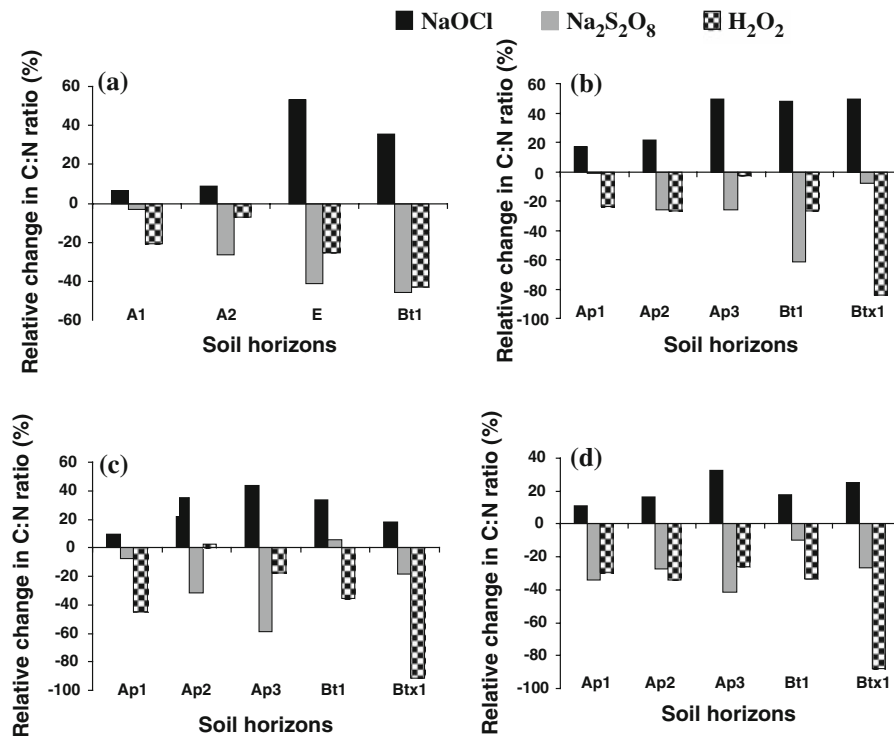 NaOCl Na2S2O8 H2O2
(a)
Relative change in C:N ratio (%)
60
40
20
0
-20
-40
-60
A1 A2 E Bt1
Soil horizons
(b)
Relative change in C:N ratio (%)
60
40
20
0
-20
-40
-60
-80
-100
Ap1 Ap2 Ap3 Bt1 Btx1
Soil horizons
(c)
Relative change in C:N ratio (%)
60
40
20
0
-20
-40
-60
-80
-100
Ap1 Ap2 Ap3 Bt1 Btx1
Soil horizons
(d)
Relative change in C:N ratio (%)
40
20
0
-20
-40
-60
-80
-100
Ap1 Ap2 Ap3 Bt1 Btx1
Soil horizons